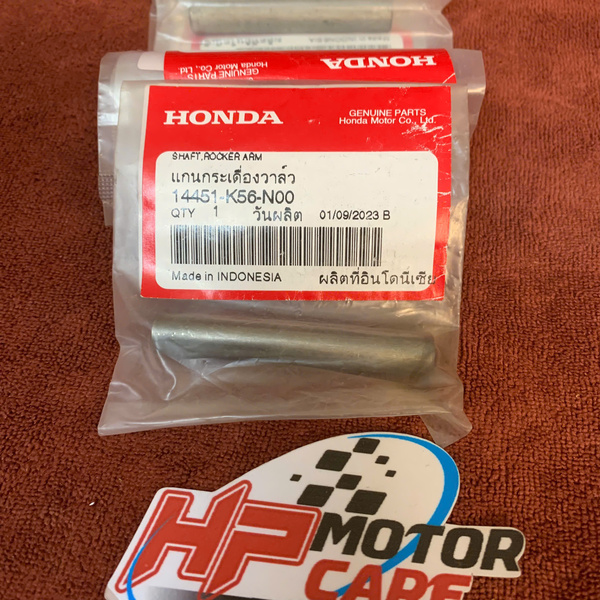 HONDA
GENUINE PARTS
Honda Motor Co., Ltd.
HONDA
GENUINE PARTS
Honda Motor Co., Ltd.
SHAFT,ROCKER ARM
แกนกระเดื่องวาล์ว
14451-K56-N00
QTY 1 วันผลิต 01/09/2023 B
Made in INDONESIA ผลิตที่อินโดนีเซีย
HP MOTOR
CARE